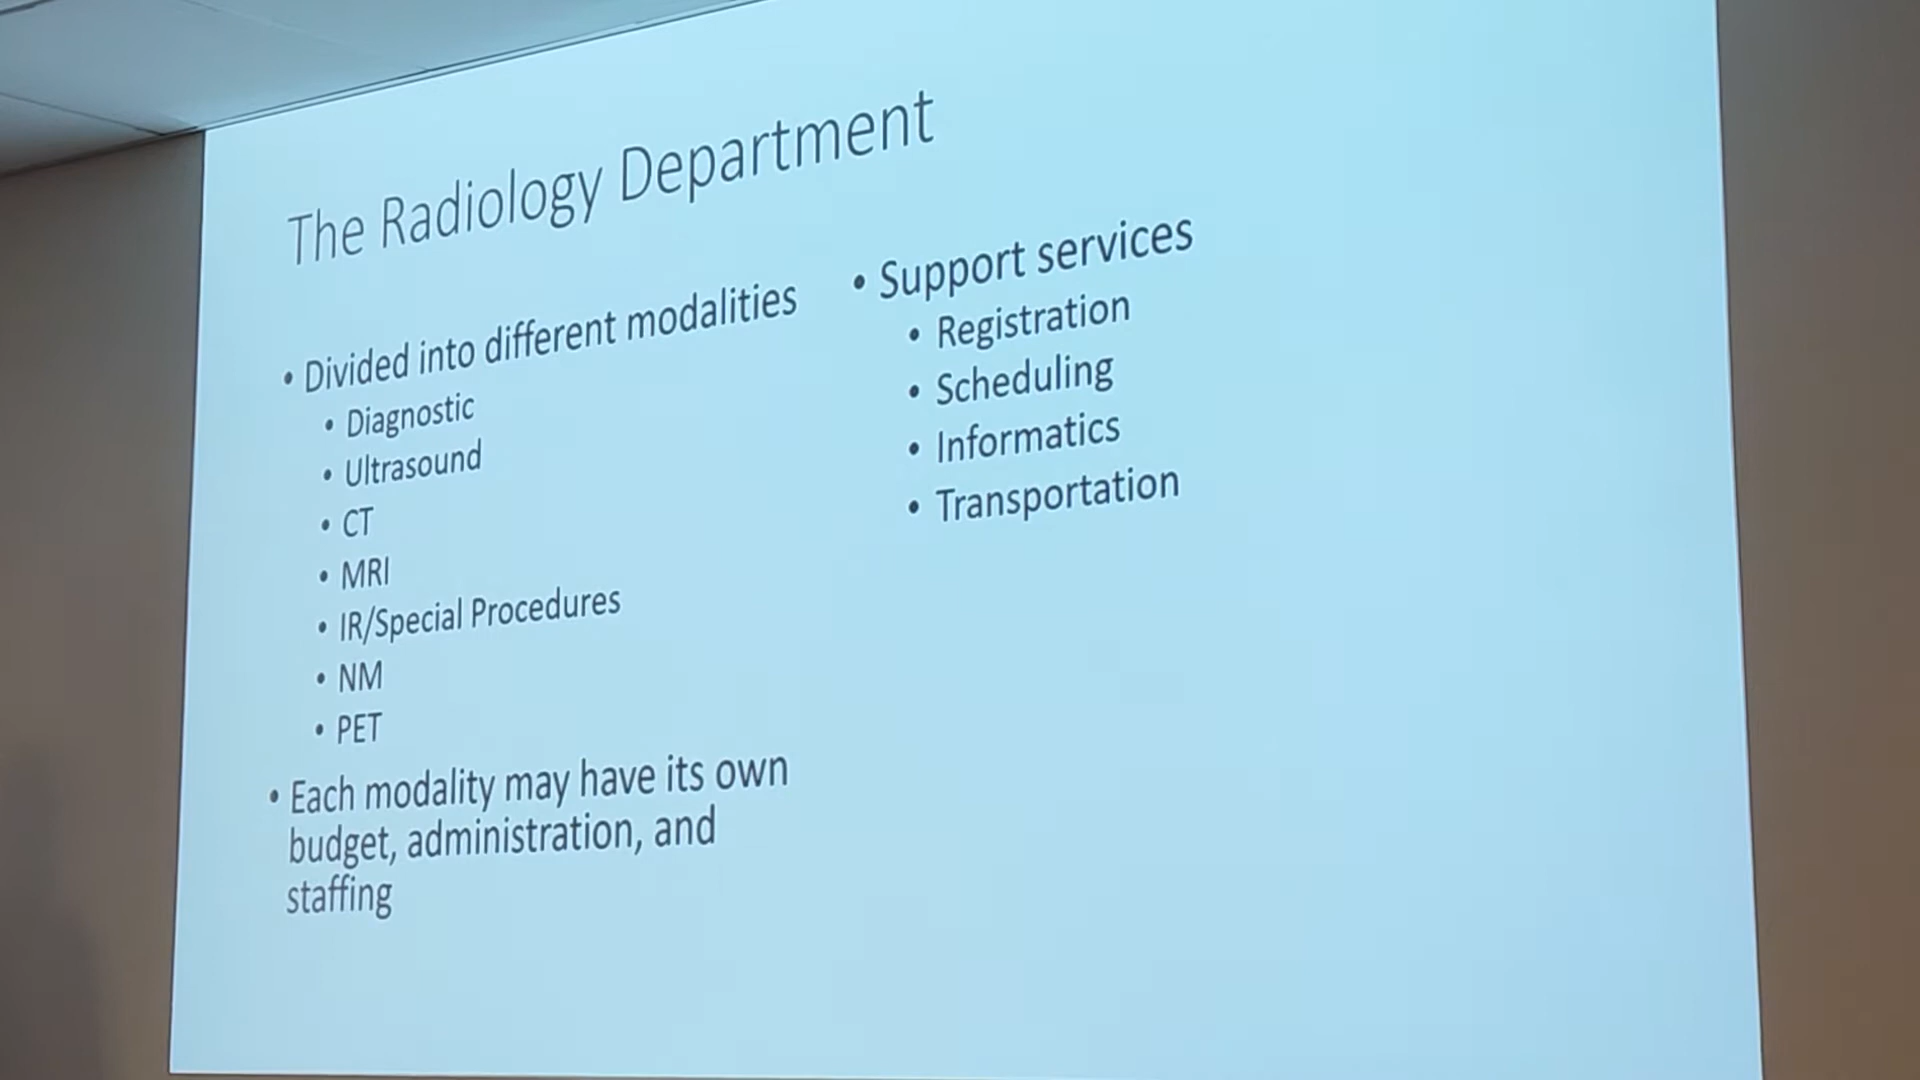 The Radiology Department
• Divided into different modalities
• Diagnostic
• Ultrasound
• CT
• MRI
• IR/Special Procedures
• NM
• PET
• Each modality may have its own
budget, administration, and
staffing
• Support services
• Registration
• Scheduling
• Informatics
• Transportation